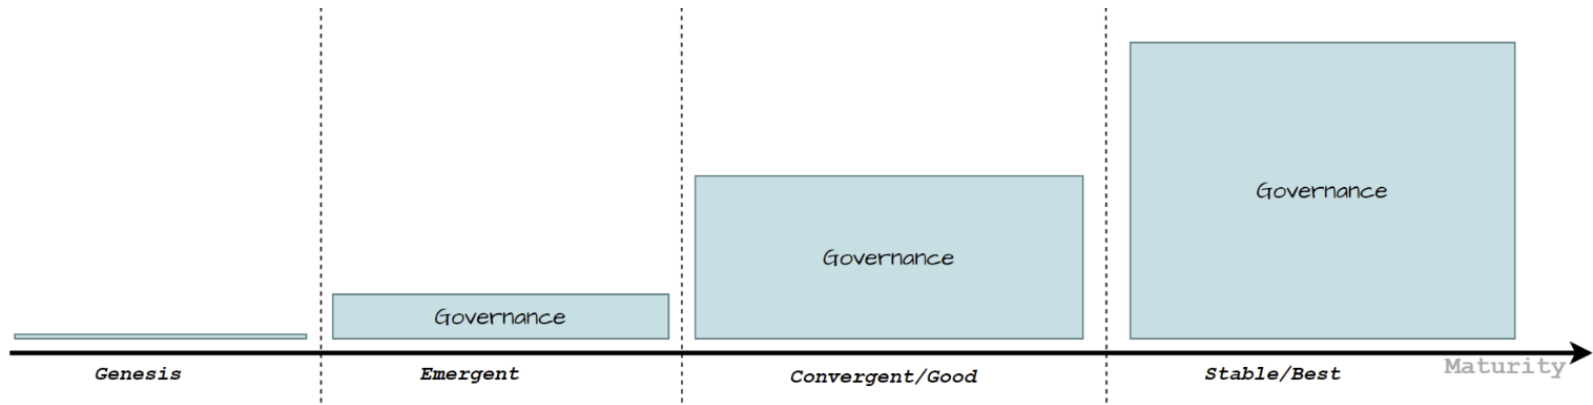 Governance
Governance
Governance
Genesis
Emergent
Convergent/Good
Stable/Best
Maturity